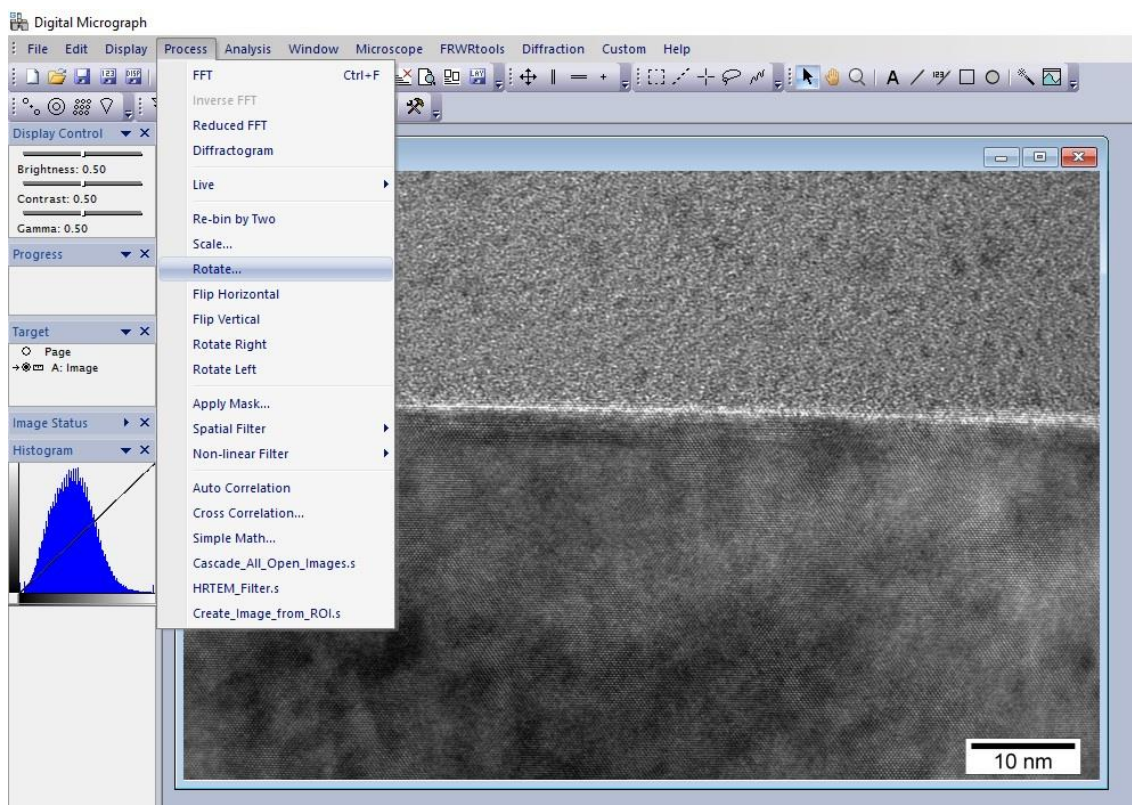 Digital Micrograph
File Edit Display Process Analysis Window Microscope FRWRtools Diffraction Custom Help
Display Control
Brightness: 0.50
Contrast: 0.50
Gamma: 0.50
Progress
Target
Page
A: Image
Image Status
Histogram
FFT Ctrl+F
Inverse FFT
Reduced FFT
Diffractogram
Live
Re-bin by Two
Scale...
Rotate...
Flip Horizontal
Flip Vertical
Rotate Right
Rotate Left
Apply Mask...
Spatial Filter
Non-linear Filter
Auto Correlation
Cross Correlation...
Simple Math...
Cascade_All_Open_Images.s
HRTEM_Filter.s
Create_Image_from_ROI.s
10 nm